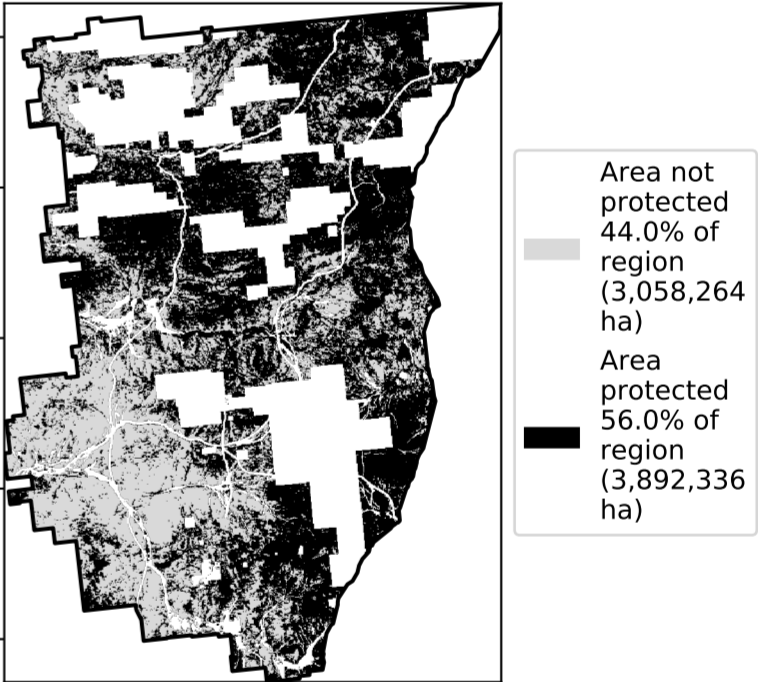 Area not
protected
44.0% of
region
(3,058,264
ha)
Area
protected
56.0% of
region
(3,892,336
ha)